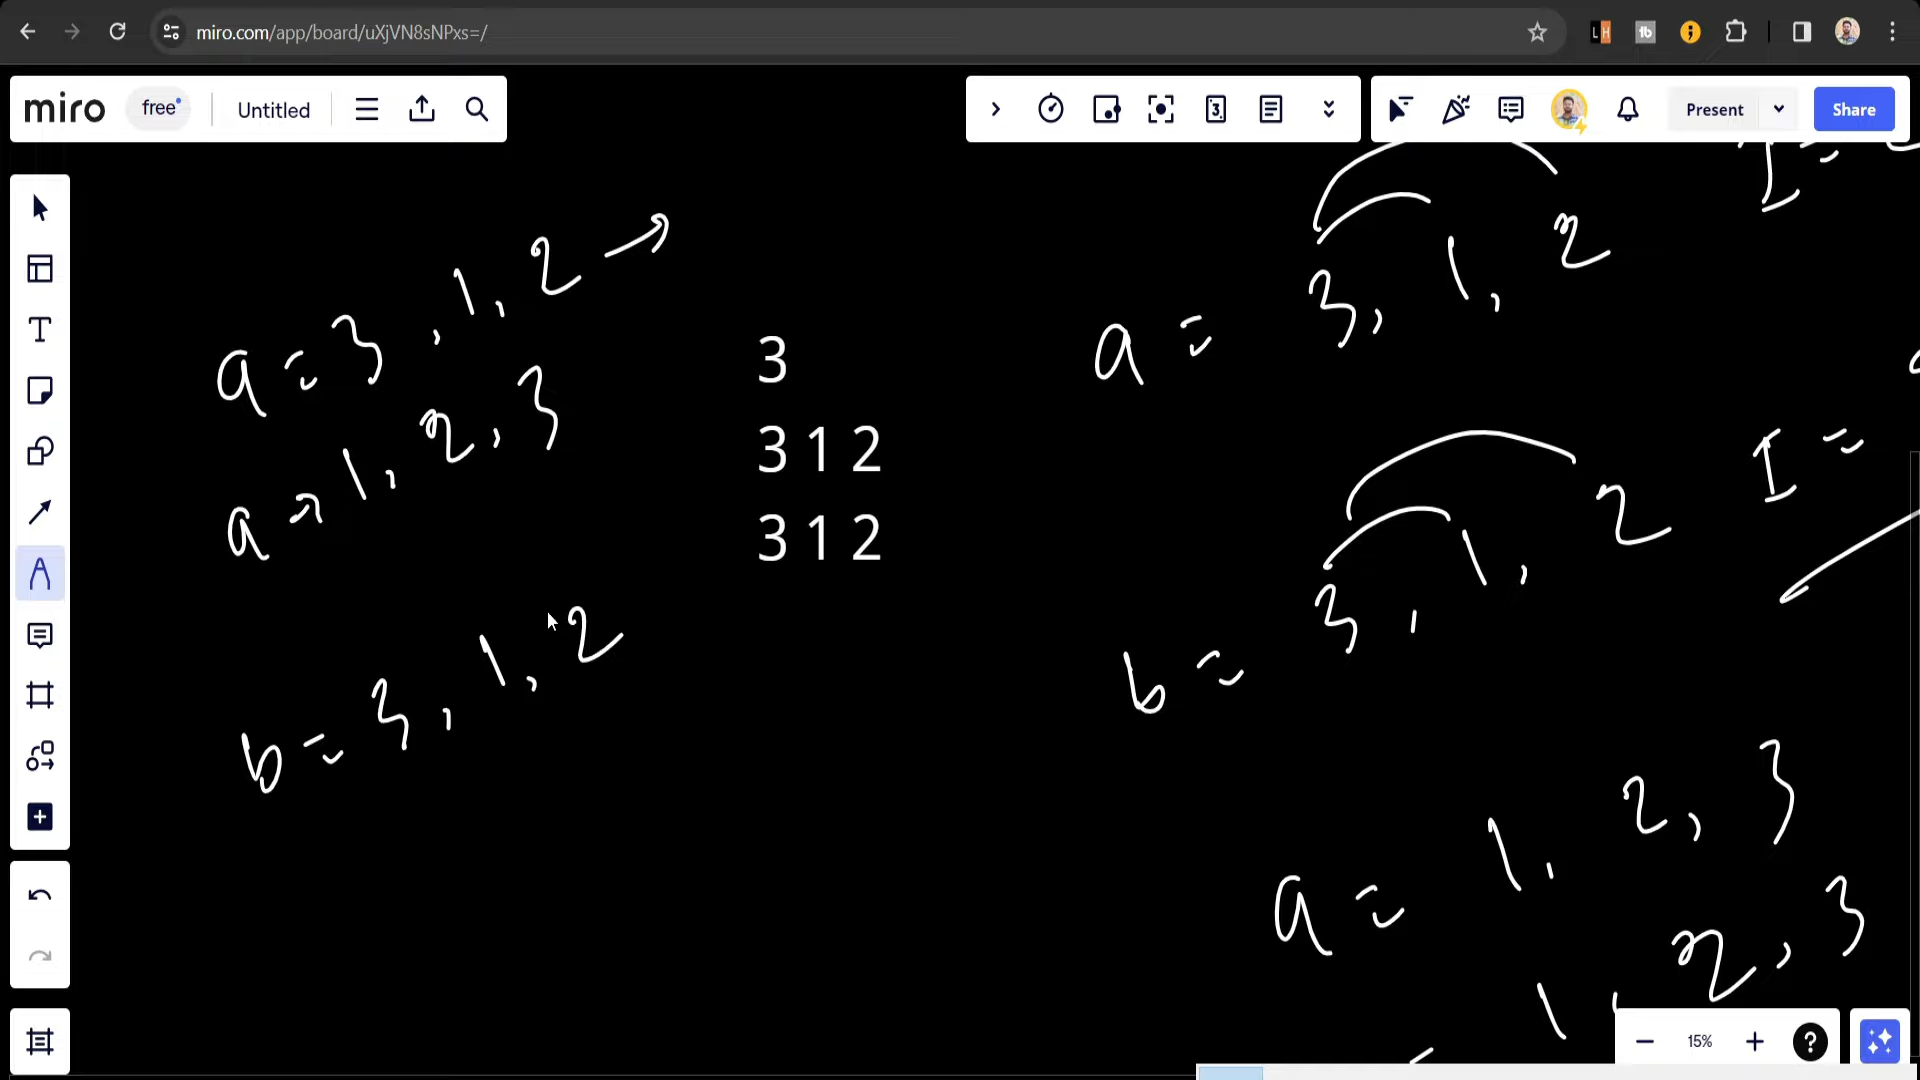 miro.com/app/board/uXjVN8sNPxs=/
miro free Untitled
3
Present Share
a = 3, 1, 2 →
a = 1, 2, 3
b = 3, 1, 2
3
3 1 2
3 1 2
a = 3, 1, 2
I =
b = 3, 1, 2
I =
a = 1, 2, 3
1, 2, 3
15%